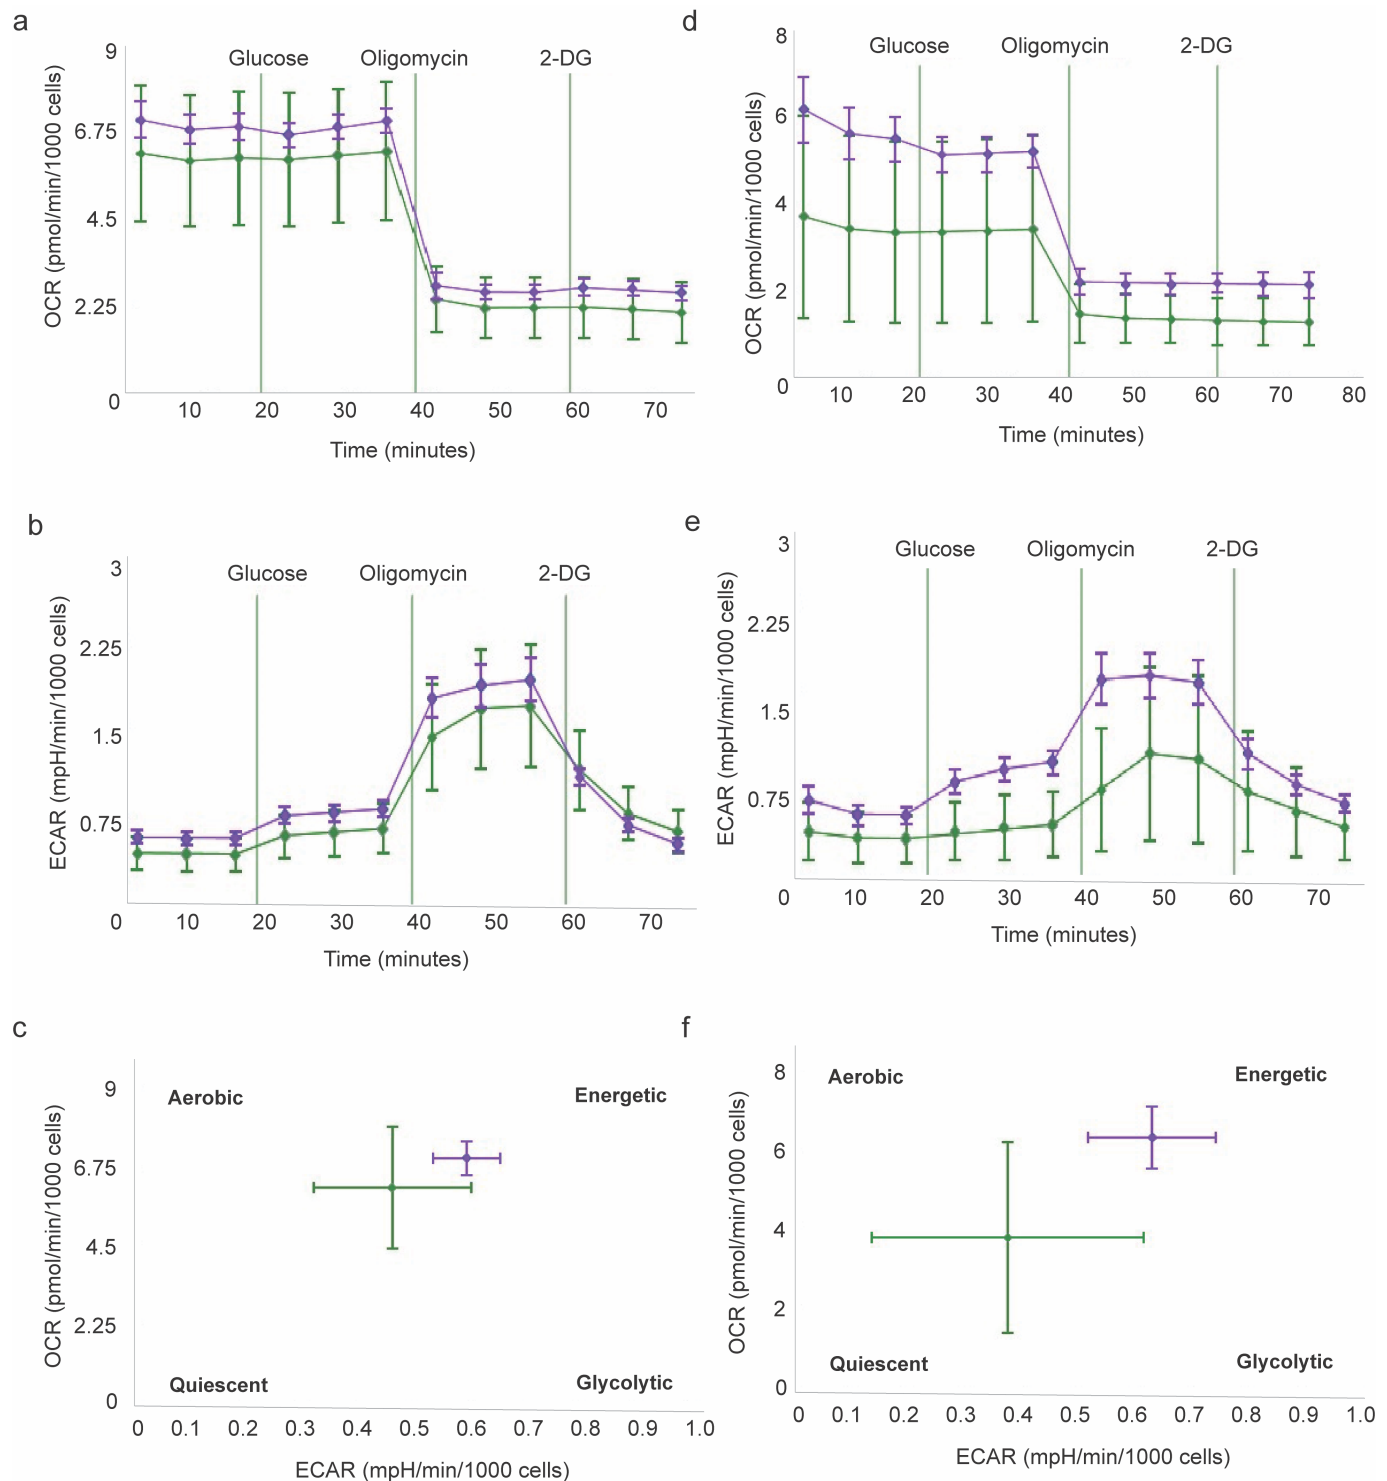 a
Glucose Oligomycin 2-DG
OCR (pmol/min/1000 cells)
9
6.75
4.5
2.25
0
10 20 30 40 50 60 70
Time (minutes)
d
Glucose Oligomycin 2-DG
OCR (pmol/min/1000 cells)
8
6
4
2
0
10 20 30 40 50 60 70 80
Time (minutes)
b
Glucose Oligomycin 2-DG
ECAR (mpH/min/1000 cells)
3
2.25
1.5
0.75
0 10 20 30 40 50 60 70
Time (minutes)
e
Glucose Oligomycin 2-DG
ECAR (mpH/min/1000 cells)
3
2.25
1.5
0.75
0 10 20 30 40 50 60 70
Time (minutes)
c
Aerobic Energetic
OCR (pmol/min/1000 cells)
9
6.75
4.5
2.25
0
Quiescent Glycolytic
0 0.1 0.2 0.3 0.4 0.5 0.6 0.7 0.8 0.9 1.0
ECAR (mpH/min/1000 cells)
f
Aerobic Energetic
OCR (pmol/min/1000 cells)
8
6
4
2
0
Quiescent Glycolytic
0 0.1 0.2 0.3 0.4 0.5 0.6 0.7 0.8 0.9 1.0
ECAR (mpH/min/1000 cells)